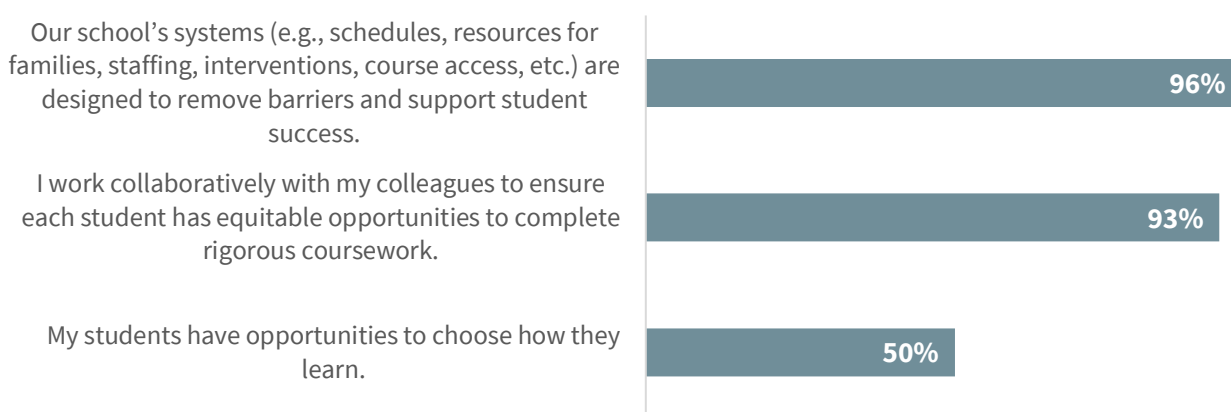 Our school’s systems (e.g., schedules, resources for
families, staffing, interventions, course access, etc.) are
designed to remove barriers and support student
success.
96%
I work collaboratively with my colleagues to ensure
each student has equitable opportunities to complete
rigorous coursework.
93%
My students have opportunities to choose how they
learn.
50%